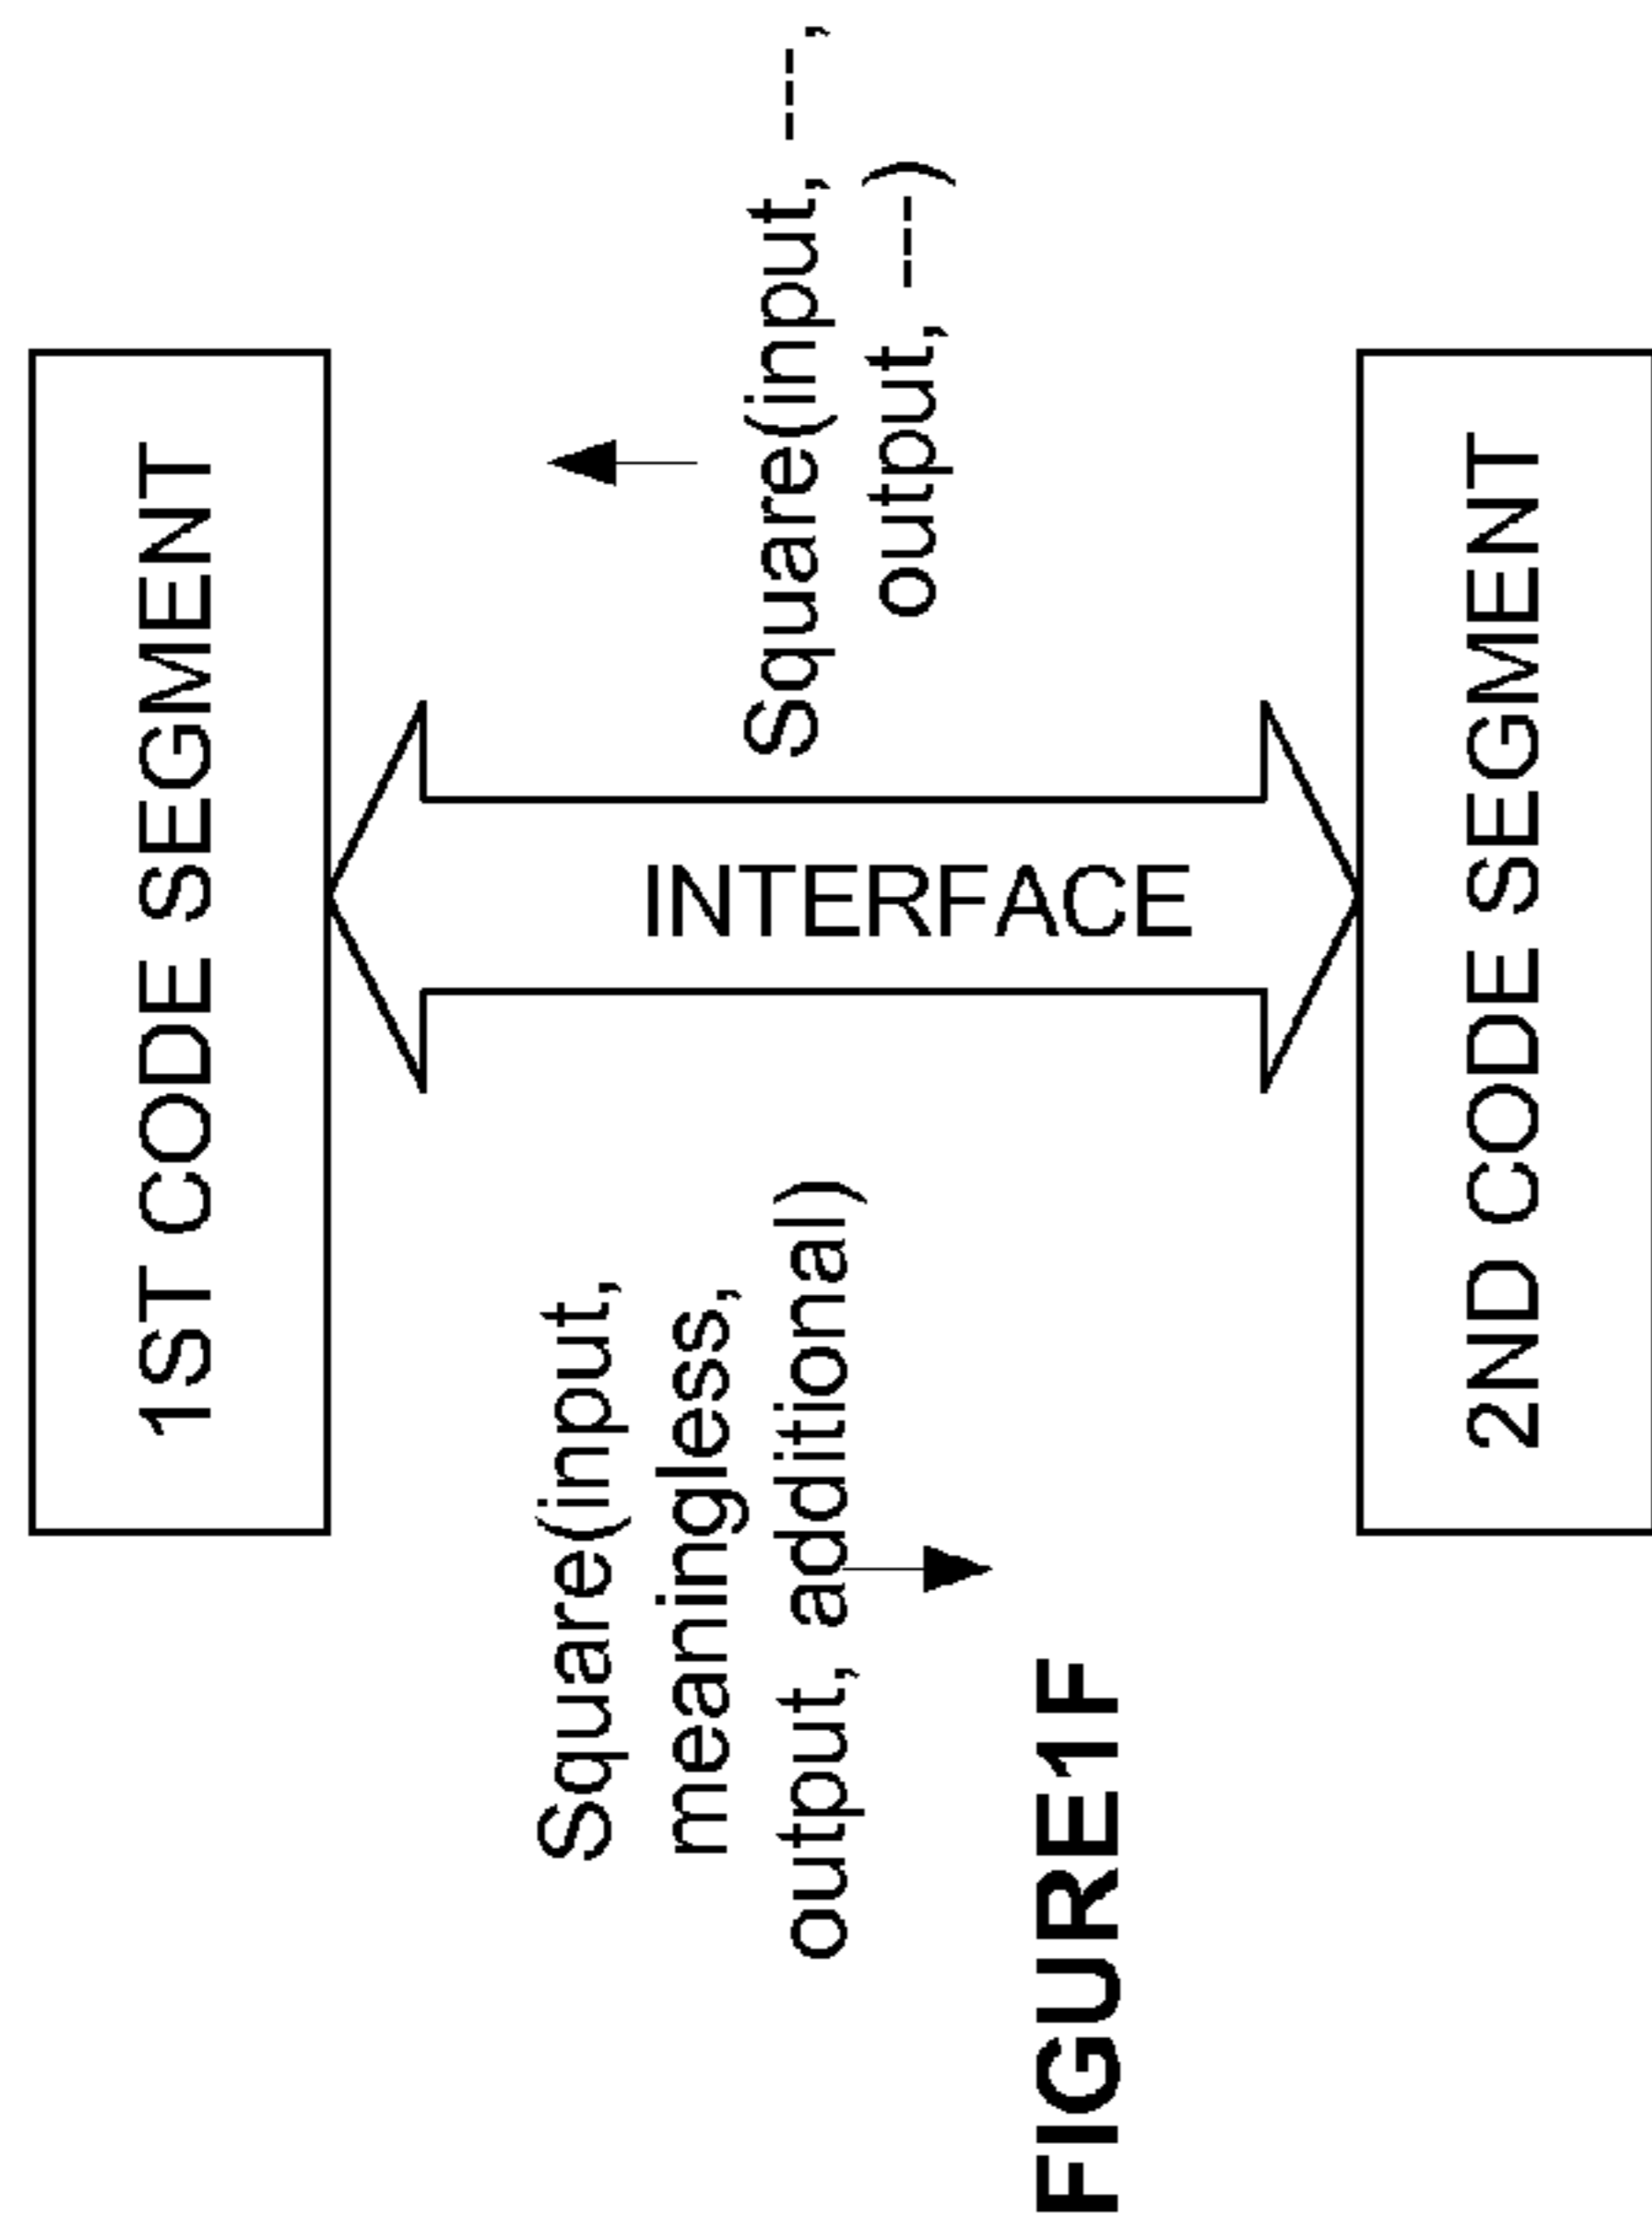 1ST CODE SEGMENT
Square(input,
meaningless,
output, additional)
INTERFACE
Square(input, ---,
output, ---)
2ND CODE SEGMENT
FIGURE1F